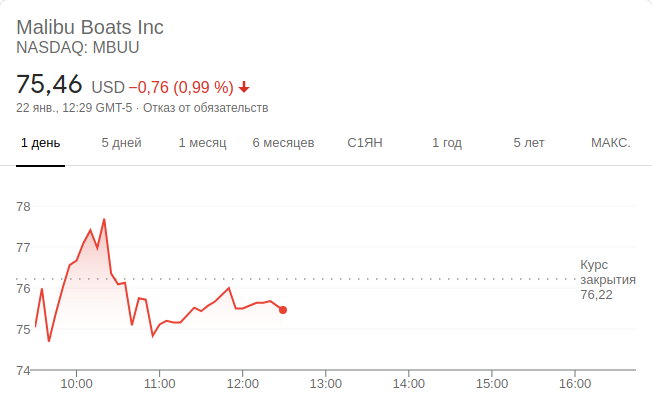 Malibu Boats Inc
NASDAQ: MBUU
75,46 USD −0,76 (0,99 %) ↓
22 янв., 12:29 GMT-5 · Отказ от обязательств
1 день 5 дней 1 месяц 6 месяцев С1ЯН 1 год 5 лет МАКС.
78
77
Курс
закрытия
76,22
76
75
74
10:00 11:00 12:00 13:00 14:00 15:00 16:00